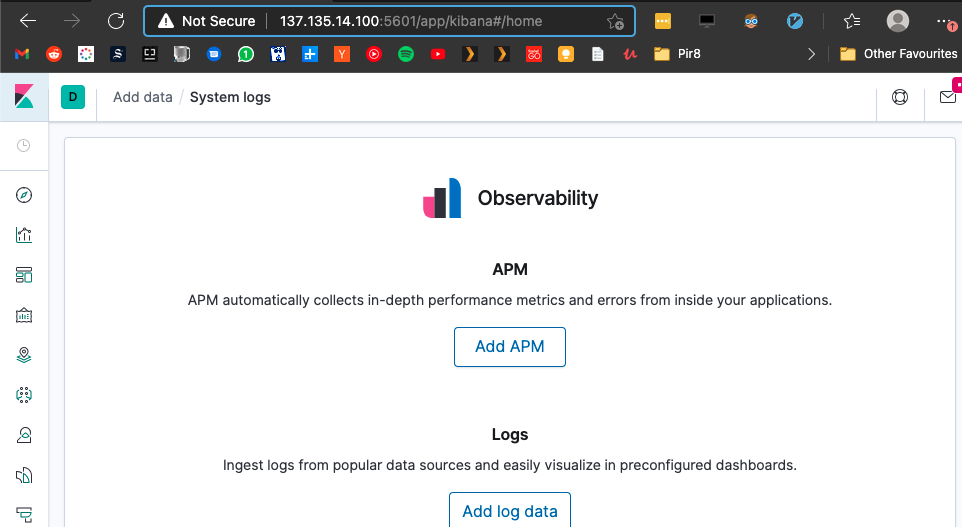 Not Secure 137.135.14.100:5601/app/kibana#/home
1
1
Pir8
Other Favourites
D
Add data / System logs
Observability
APM
APM automatically collects in-depth performance metrics and errors from inside your applications.
Add APM
Logs
Ingest logs from popular data sources and easily visualize in preconfigured dashboards.
Add log data